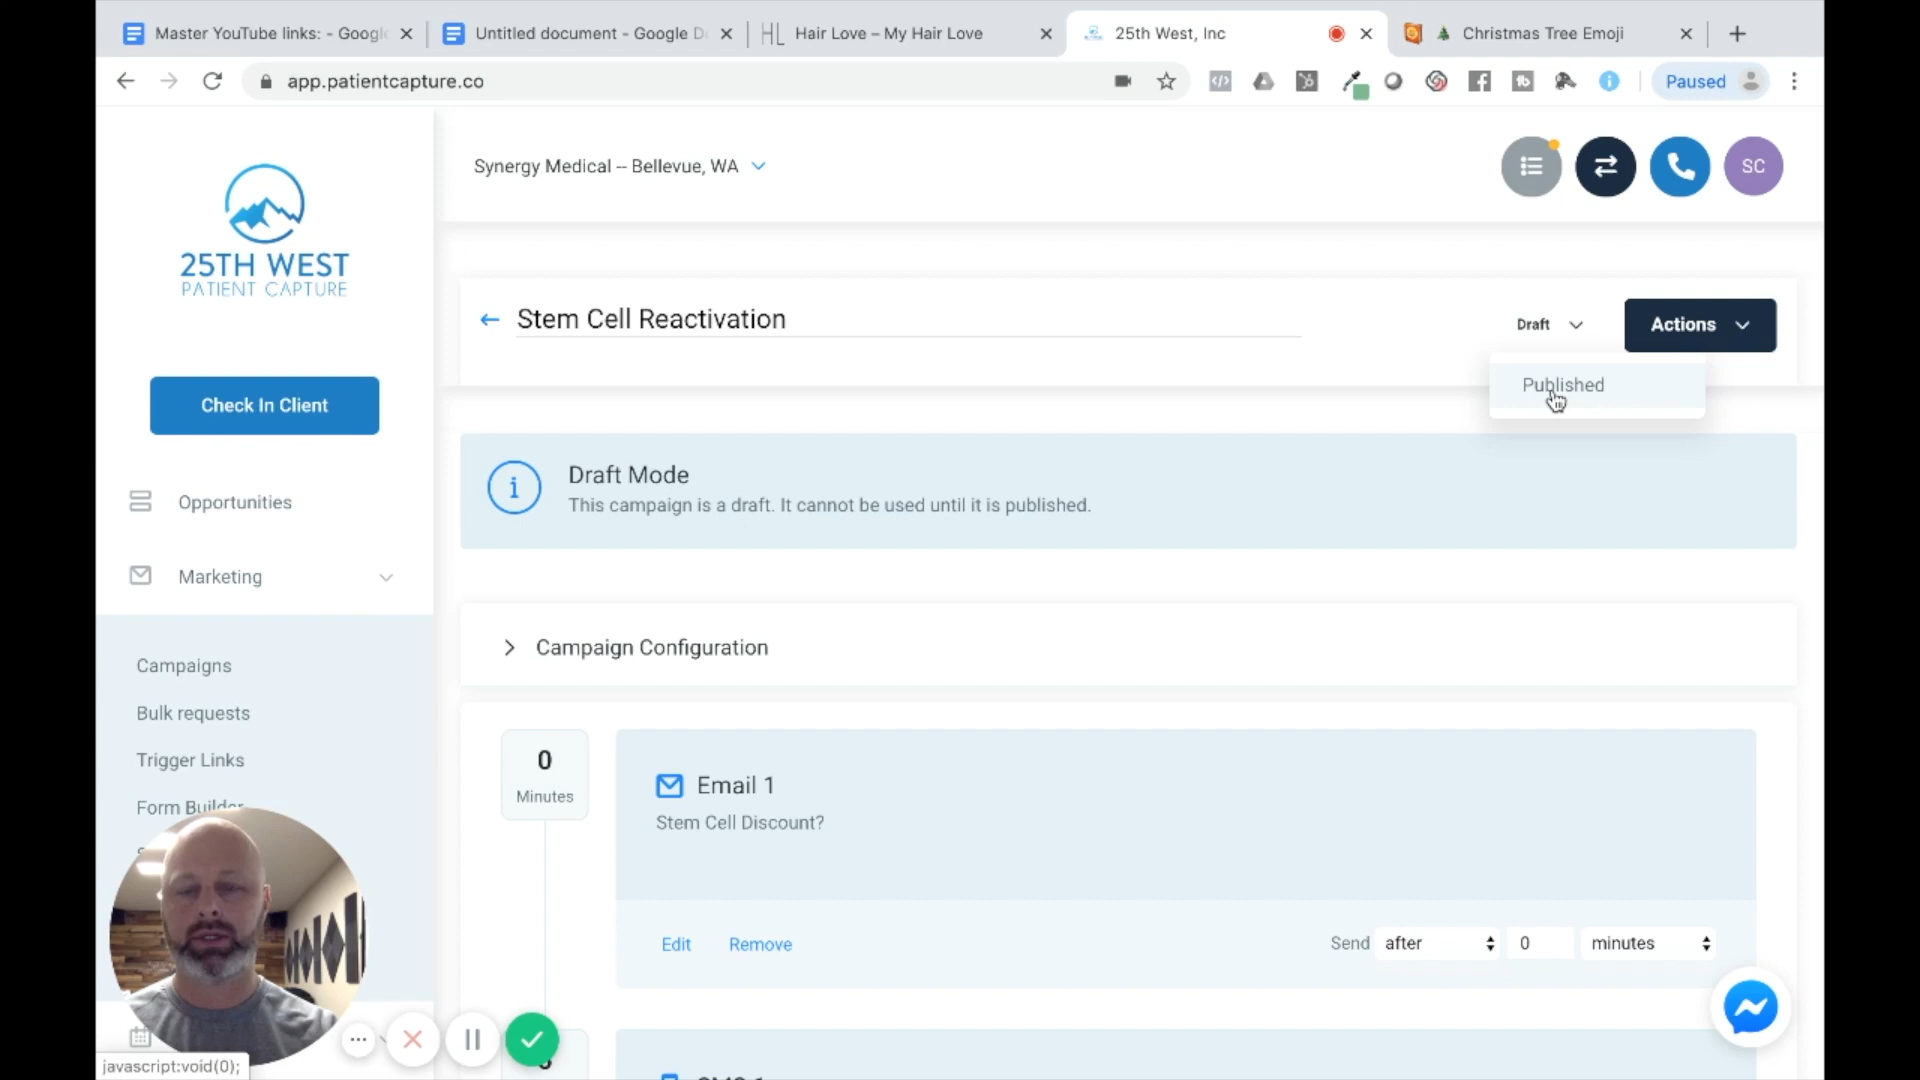 Master YouTube links: - Google
Untitled document - Google D
HL Hair Love – My Hair Love
25th West, Inc
Christmas Tree Emoji
app.patientcapture.co
Paused
25TH WEST
PATIENT CAPTURE
Synergy Medical -- Bellevue, WA
SC
Stem Cell Reactivation
Draft
Actions
Published
Check In Client
Draft Mode
This campaign is a draft. It cannot be used until it is published.
Opportunities
Marketing
Campaign Configuration
Campaigns
Bulk requests
Trigger Links
Form Builder
0
Minutes
Email 1
Stem Cell Discount?
Edit
Remove
Send
after
0
minutes
javascript:void(0);